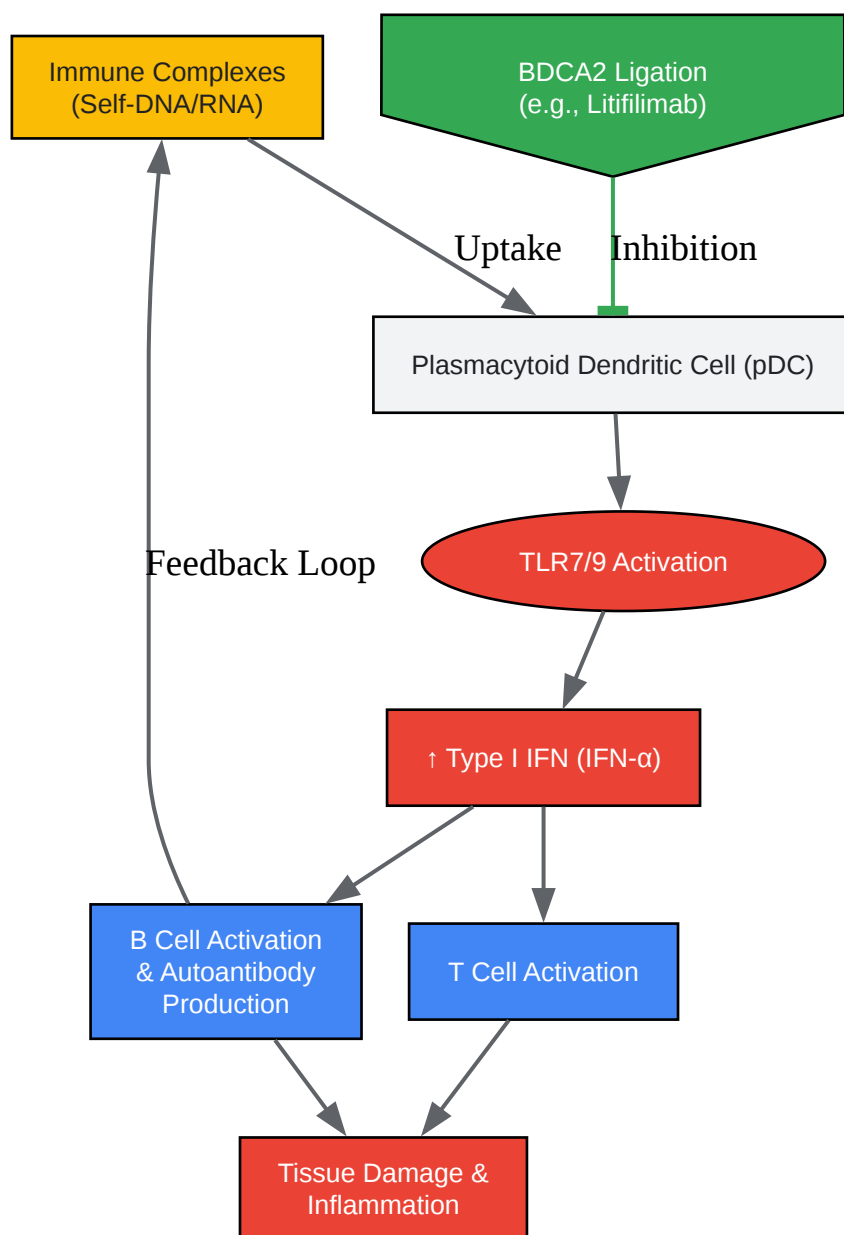 Immune Complexes
(Self-DNA/RNA)
BDCA2 Ligation
(e.g., Litifilimab)
Uptake
Inhibition
Plasmacytoid Dendritic Cell (pDC)
Feedback Loop
TLR7/9 Activation
↑ Type I IFN (IFN-α)
B Cell Activation
& Autoantibody
Production
T Cell Activation
Tissue Damage &
Inflammation